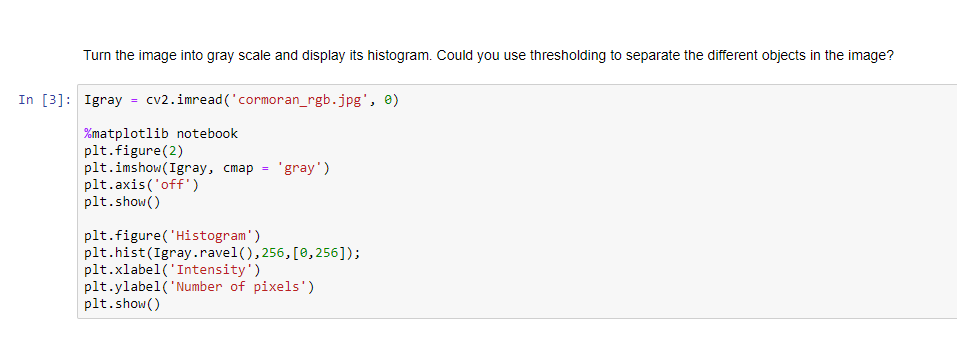 Turn the image into gray scale and display its histogram. Could you use thresholding to separate the different objects in the image?
In [3]: Igray = cv2.imread('cormoran_rgb.jpg', 0)
%matplotlib notebook
plt.figure(2)
plt.imshow(Igray, cmap = 'gray')
plt.axis('off')
plt.show()
plt.figure('Histogram')
plt.hist(Igray.ravel(),256,[0,256]);
plt.xlabel('Intensity')
plt.ylabel('Number of pixels')
plt.show()